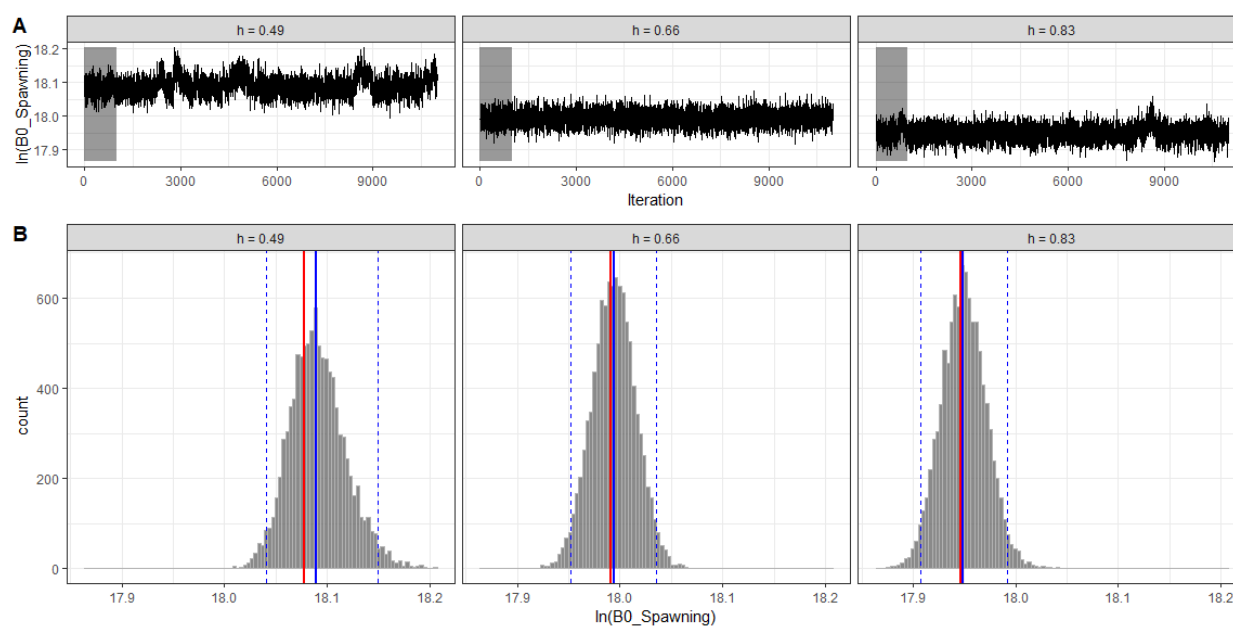 A
h = 0.49 h = 0.66 h = 0.83
ln(B0_Spawning)
18.2
18.1
18.0
17.9
0 3000 6000 9000 0 3000 6000 9000 0 3000 6000 9000
Iteration
B
h = 0.49 h = 0.66 h = 0.83
count
600
400
200
0
17.9 18.0 18.1 18.2 17.9 18.0 18.1 18.2 17.9 18.0 18.1 18.2
ln(B0_Spawning)